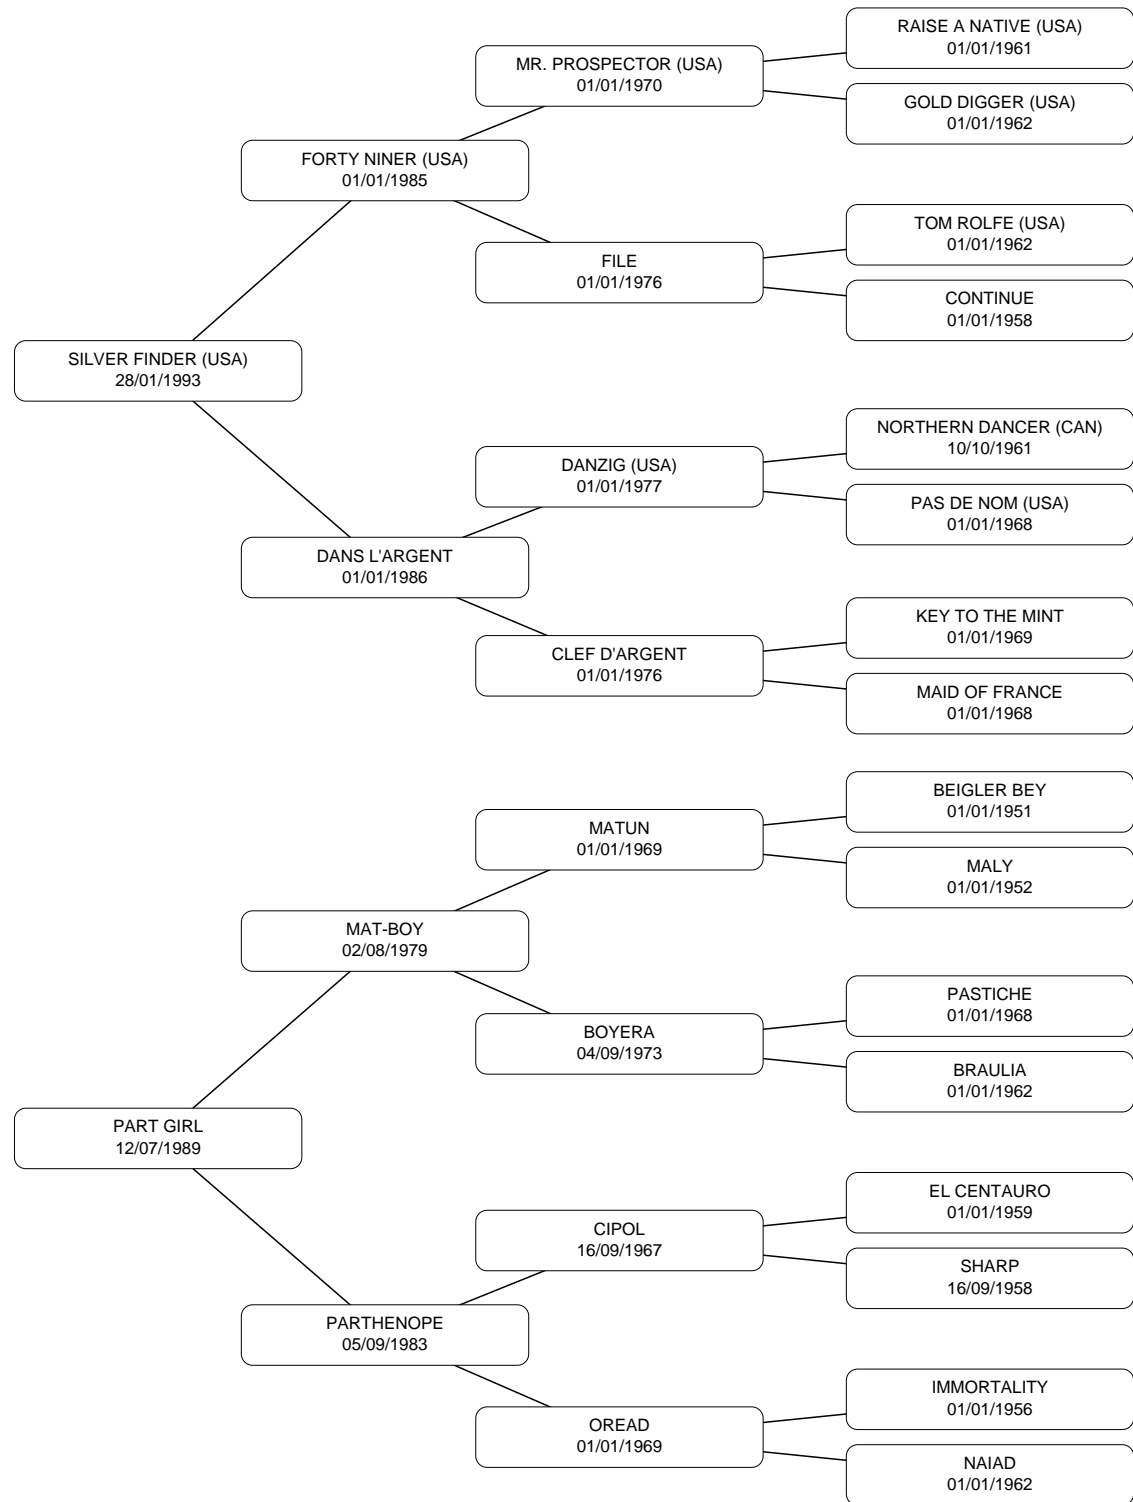 RAISE A NATIVE (USA)
01/01/1961
MR. PROSPECTOR (USA)
01/01/1970
GOLD DIGGER (USA)
01/01/1962
FORTY NINER (USA)
01/01/1985
TOM ROLFE (USA)
01/01/1962
FILE
01/01/1976
CONTINUE
01/01/1958
SILVER FINDER (USA)
28/01/1993
NORTHERN DANCER (CAN)
10/10/1961
DANZIG (USA)
01/01/1977
PAS DE NOM (USA)
01/01/1968
DANS L'ARGENT
01/01/1986
KEY TO THE MINT
01/01/1969
CLEF D'ARGENT
01/01/1976
MAID OF FRANCE
01/01/1968
BEIGLER BEY
01/01/1951
MATUN
01/01/1969
MALY
01/01/1952
MAT-BOY
02/08/1979
PASTICHE
01/01/1968
BOYERA
04/09/1973
BRAULIA
01/01/1962
PART GIRL
12/07/1989
EL CENTAURO
01/01/1959
CIPOL
16/09/1967
SHARP
16/09/1958
PARTHENOPE
05/09/1983
IMMORTALITY
01/01/1956
OREAD
01/01/1969
NAIAD
01/01/1962